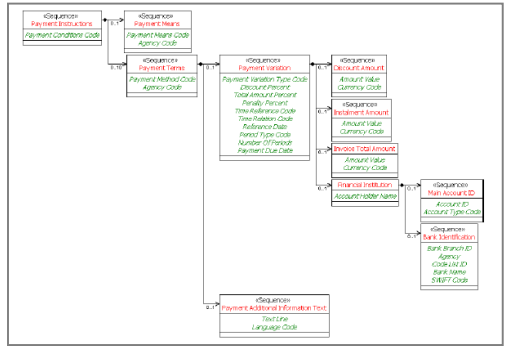 «Sequence»
Payment Instructions
Payment Conditions Code
0..1
«Sequence»
Payment Means
Payment Means Code
Agency Code
0..10
«Sequence»
Payment Terms
Payment Method Code
Agency Code
0..1
«Sequence»
Payment Variation
Payment Variation Type Code
Discount Percent
Total Amount Percent
Penalty Percent
Time Reference Code
Time Relation Code
Reference Date
Period Type Code
Number Of Periods
Payment Due Date
0..1
«Sequence»
Discount Amount
Amount Value
Currency Code
0..1
«Sequence»
Instalment Amount
Amount Value
Currency Code
0..1
Invoice Total Amount
Amount Value
Currency Code
0..1
Financial Institution
Account Holder Name
0..1
«Sequence»
Main Account ID
Account ID
Account Type Code
0..1
«Sequence»
Bank Identification
Bank Branch ID
Agency
Code List ID
Bank Name
SWIFT Code
0..1
«Sequence»
Payment Additional Information Text
Text Line
Language Code